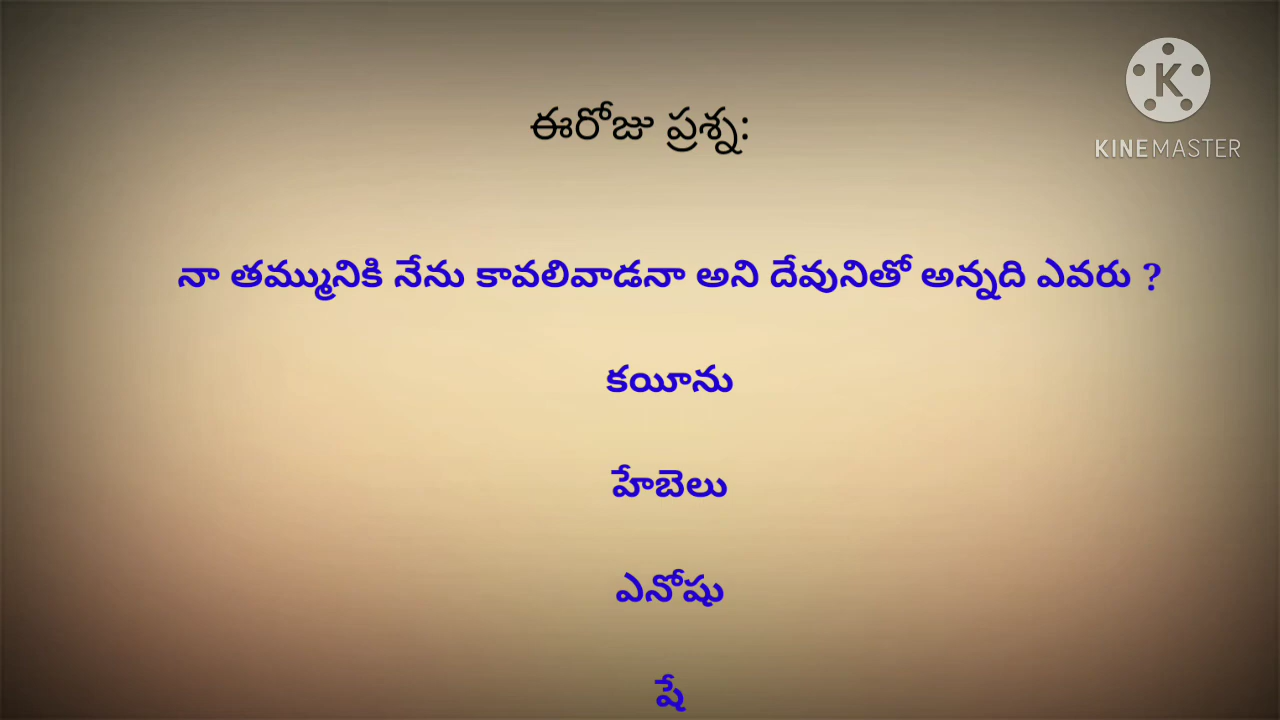 K
KINEMASTER
ఈరోజు ప్రశ్న:
నా తమ్మునికి నేను కావలివాడనా అని దేవునితో అన్నది ఎవరు ?
కయీను
హేబెలు
ఎనోషు
షే